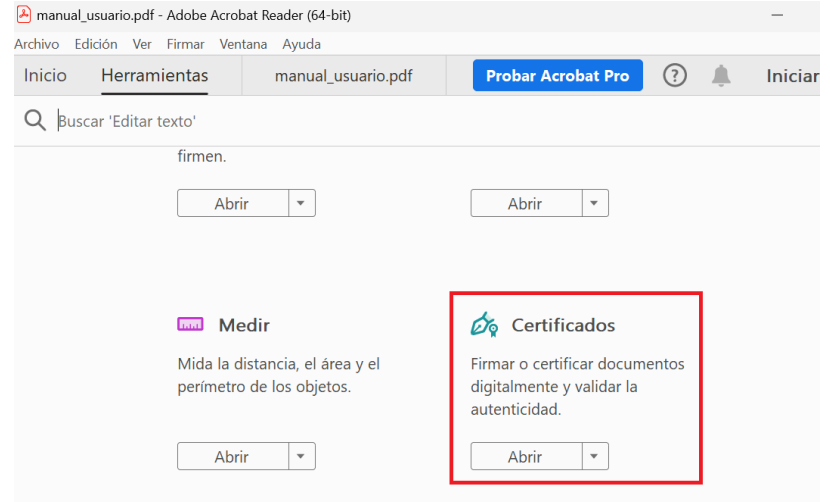 manual_usuario.pdf - Adobe Acrobat Reader (64-bit)
Archivo Edición Ver Firmar Ventana Ayuda
Inicio Herramientas manual_usuario.pdf Probar Acrobat Pro ? Iniciar
Buscar 'Editar texto'
firmen.
Abrir Abrir
Medir
Mida la distancia, el área y el
perímetro de los objetos.
Abrir
Certificados
Firmar o certificar documentos
digitalmente y validar la
autenticidad.
Abrir